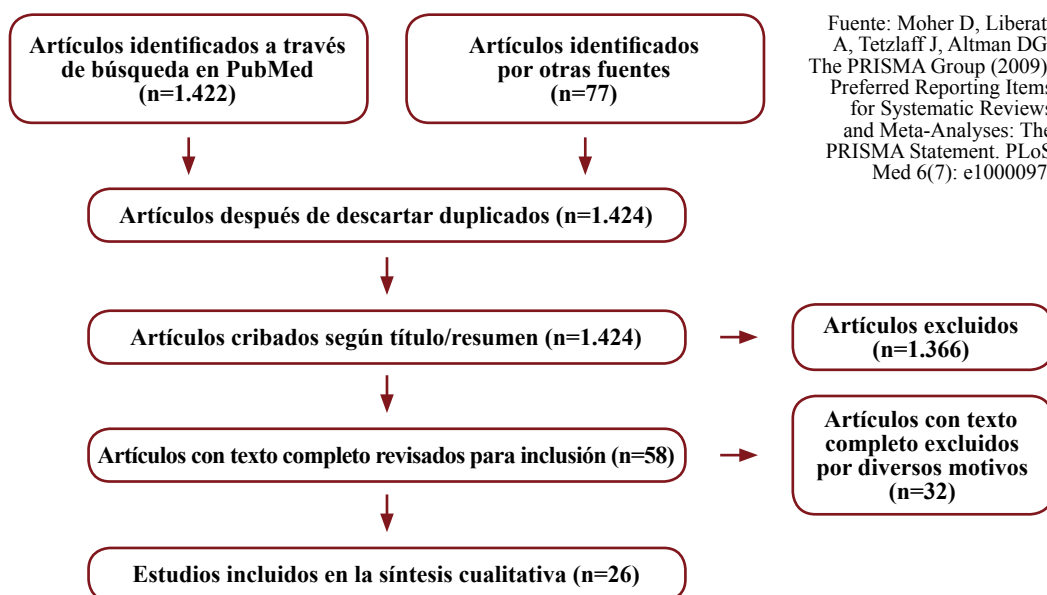 Artículos identificados a través
de búsqueda en PubMed
(n=1.422)
Artículos identificados
por otras fuentes
(n=77)
Fuente: Moher D, Liberat
A, Tetzlaff J, Altman DG
The PRISMA Group (2009)
Preferred Reporting Items
for Systematic Reviews
and Meta-Analyses: The
PRISMA Statement. PLoS
Med 6(7): e1000097
Artículos después de descartar duplicados (n=1.424)
Artículos cribados según título/resumen (n=1.424)
Artículos excluidos
(n=1.366)
Artículos con texto completo revisados para inclusión (n=58)
Artículos con texto
completo excluidos
por diversos motivos
(n=32)
Estudios incluidos en la síntesis cualitativa (n=26)